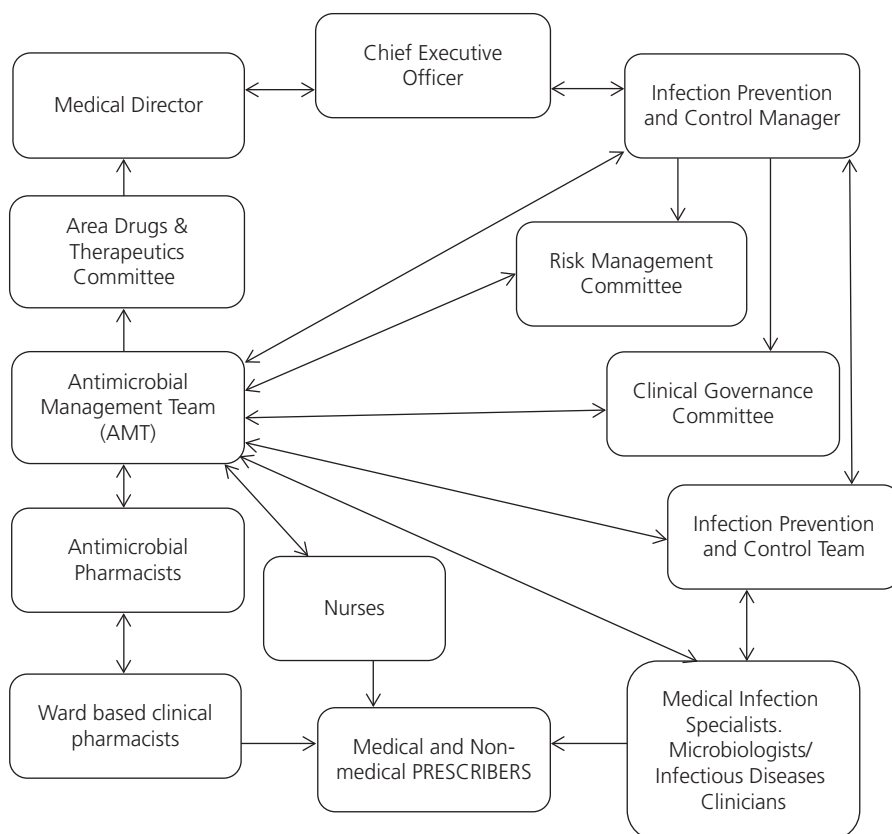 Chief Executive
Officer
Medical Director
Infection Prevention
and Control Manager
Area Drugs &
Therapeutics
Committee
Risk Management
Committee
Antimicrobial
Management Team
(AMT)
Clinical Governance
Committee
Antimicrobial
Pharmacists
Infection Prevention
and Control Team
Nurses
Ward based clinical
pharmacists
Medical and Non-
medical PRESCRIBERS
Medical Infection
Specialists.
Microbiologists/
Infectious Diseases
Clinicians